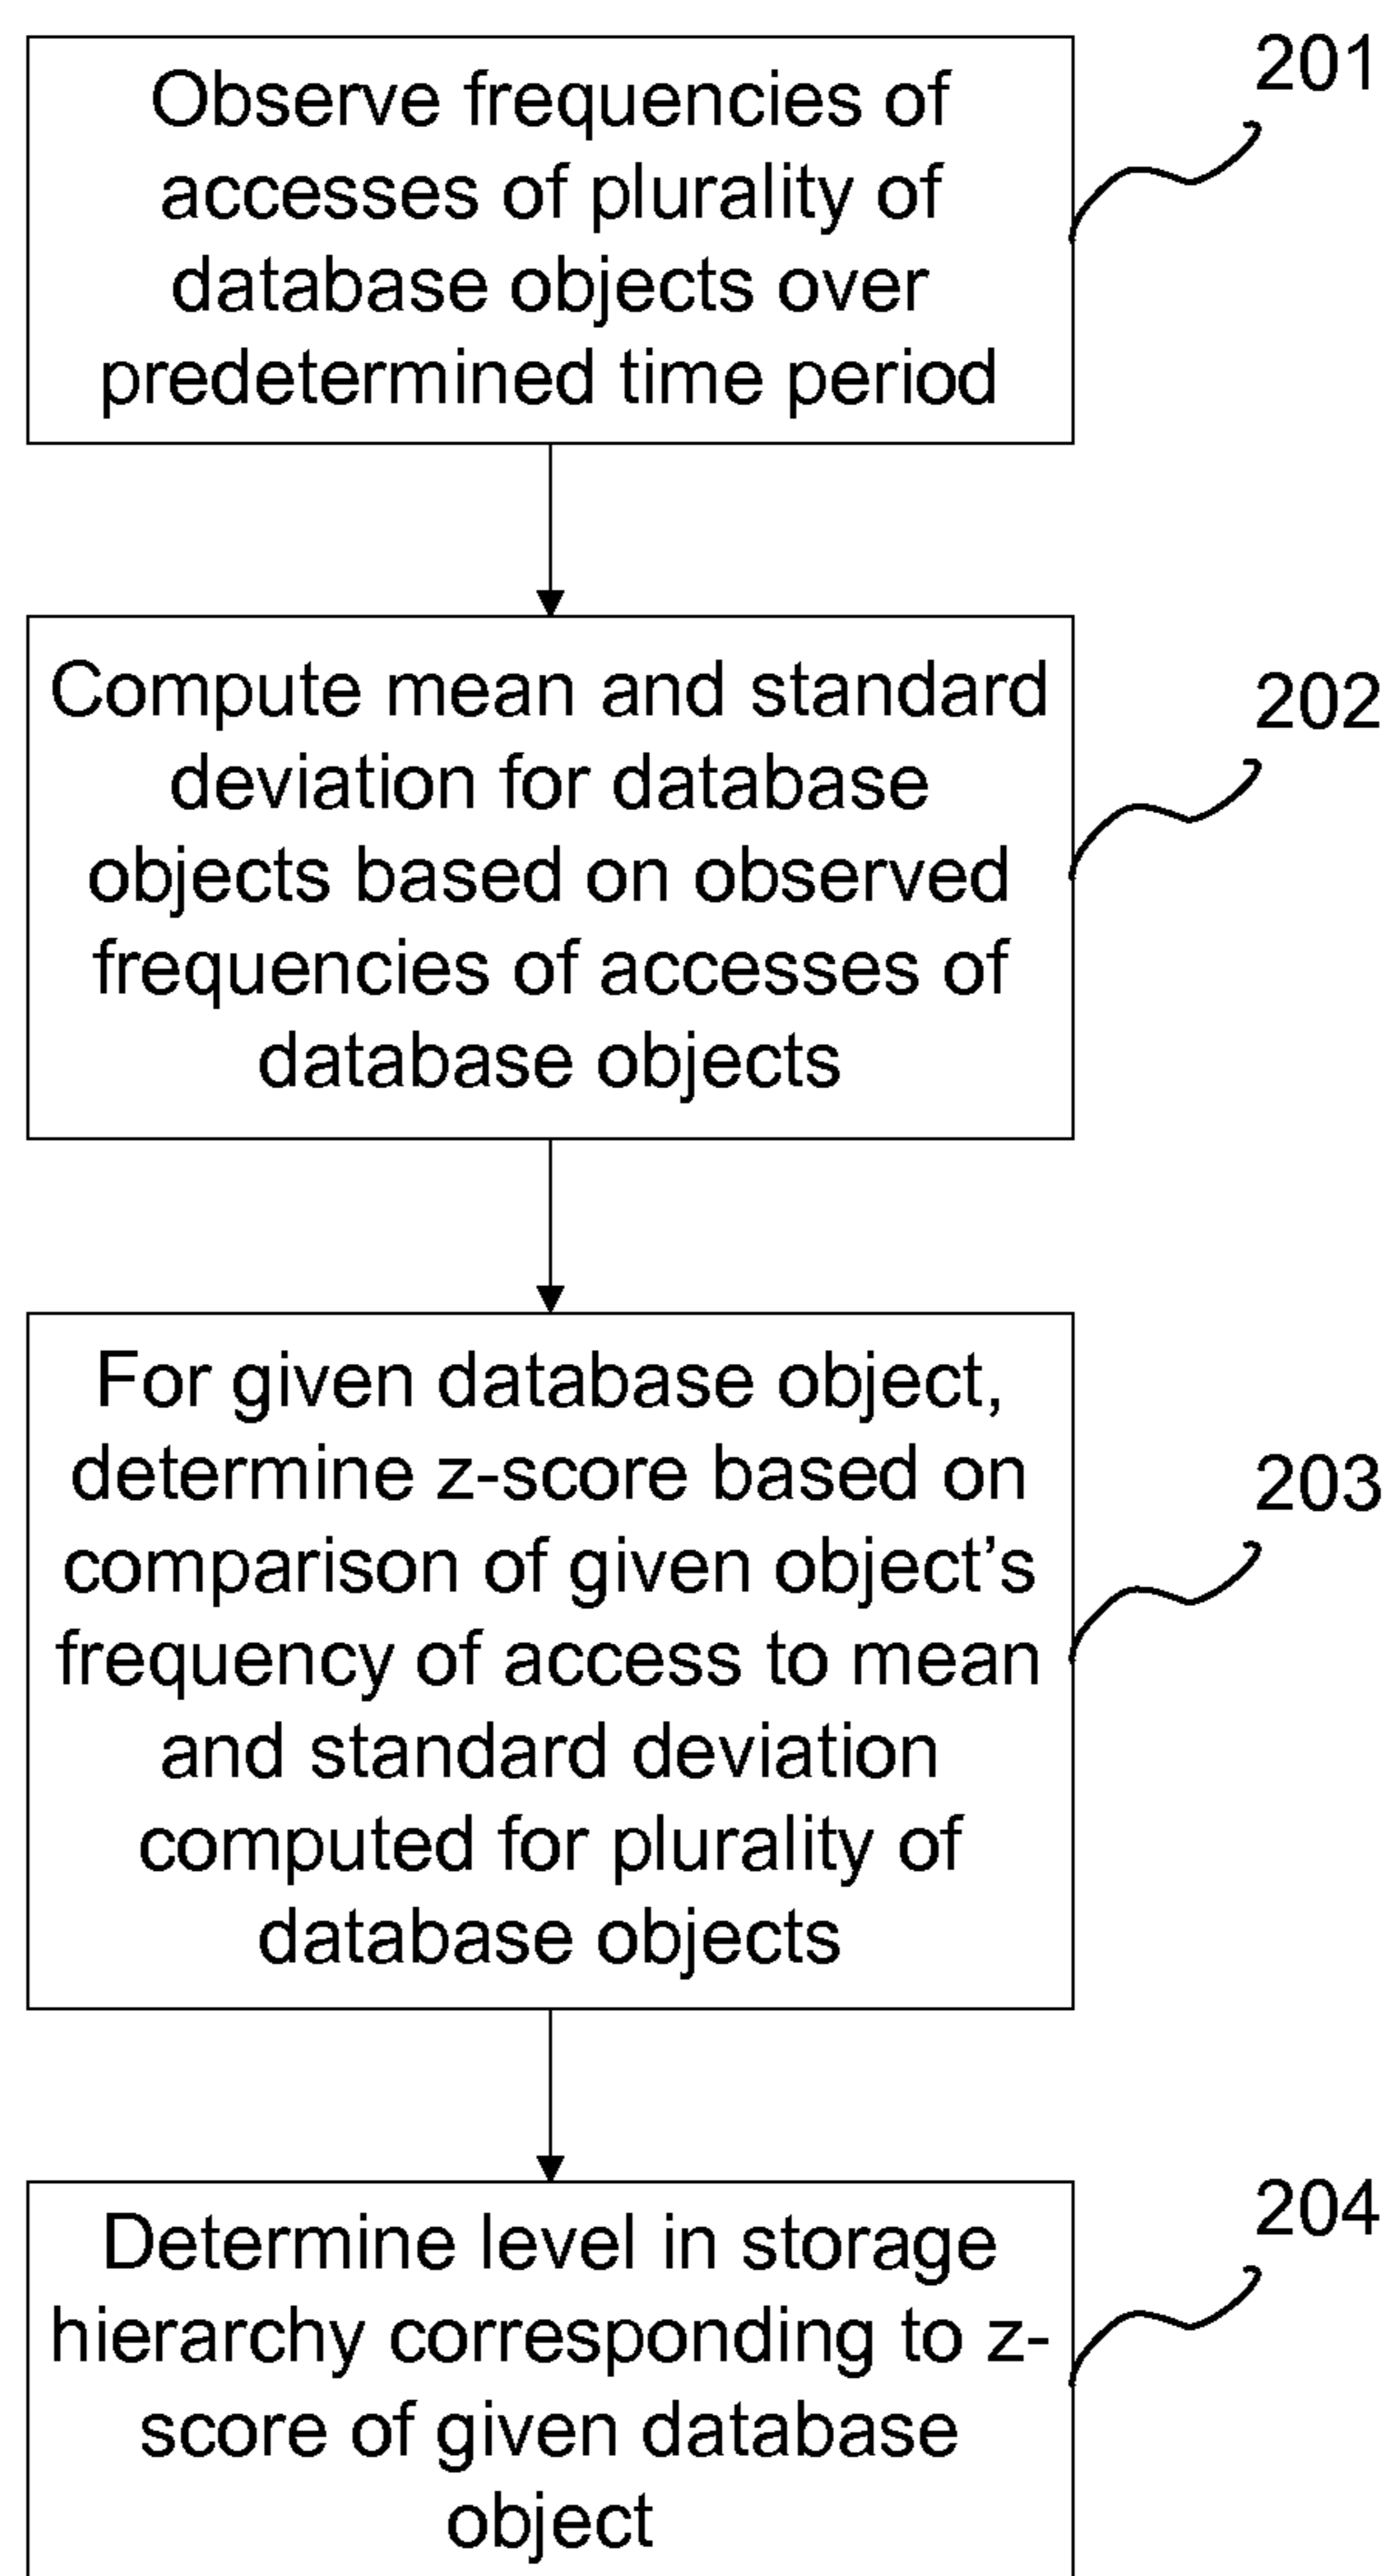 Observe frequencies of
accesses of plurality of
database objects over
predetermined time period
201
Compute mean and standard
deviation for database
objects based on observed
frequencies of accesses of
database objects
202
For given database object,
determine z-score based on
comparison of given object’s
frequency of access to mean
and standard deviation
computed for plurality of
database objects
203
Determine level in storage
hierarchy corresponding to z-
score of given database
object
204